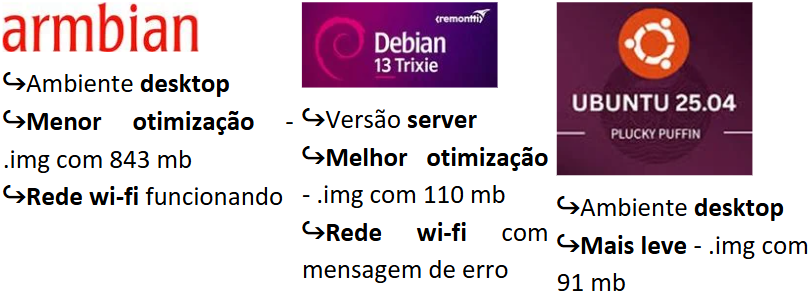 armbian
↪Ambiente desktop
↪Menor otimização -
.img com 843 mb
↪Rede wi-fi funcionando
‹remontti›
Debian
13 Trixie
↪Versão server
↪Melhor otimização
- .img com 110 mb
↪Rede wi-fi com
mensagem de erro
UBUNTU 25.04
PLUCKY PUFFIN
↪Ambiente desktop
↪Mais leve - .img com
91 mb